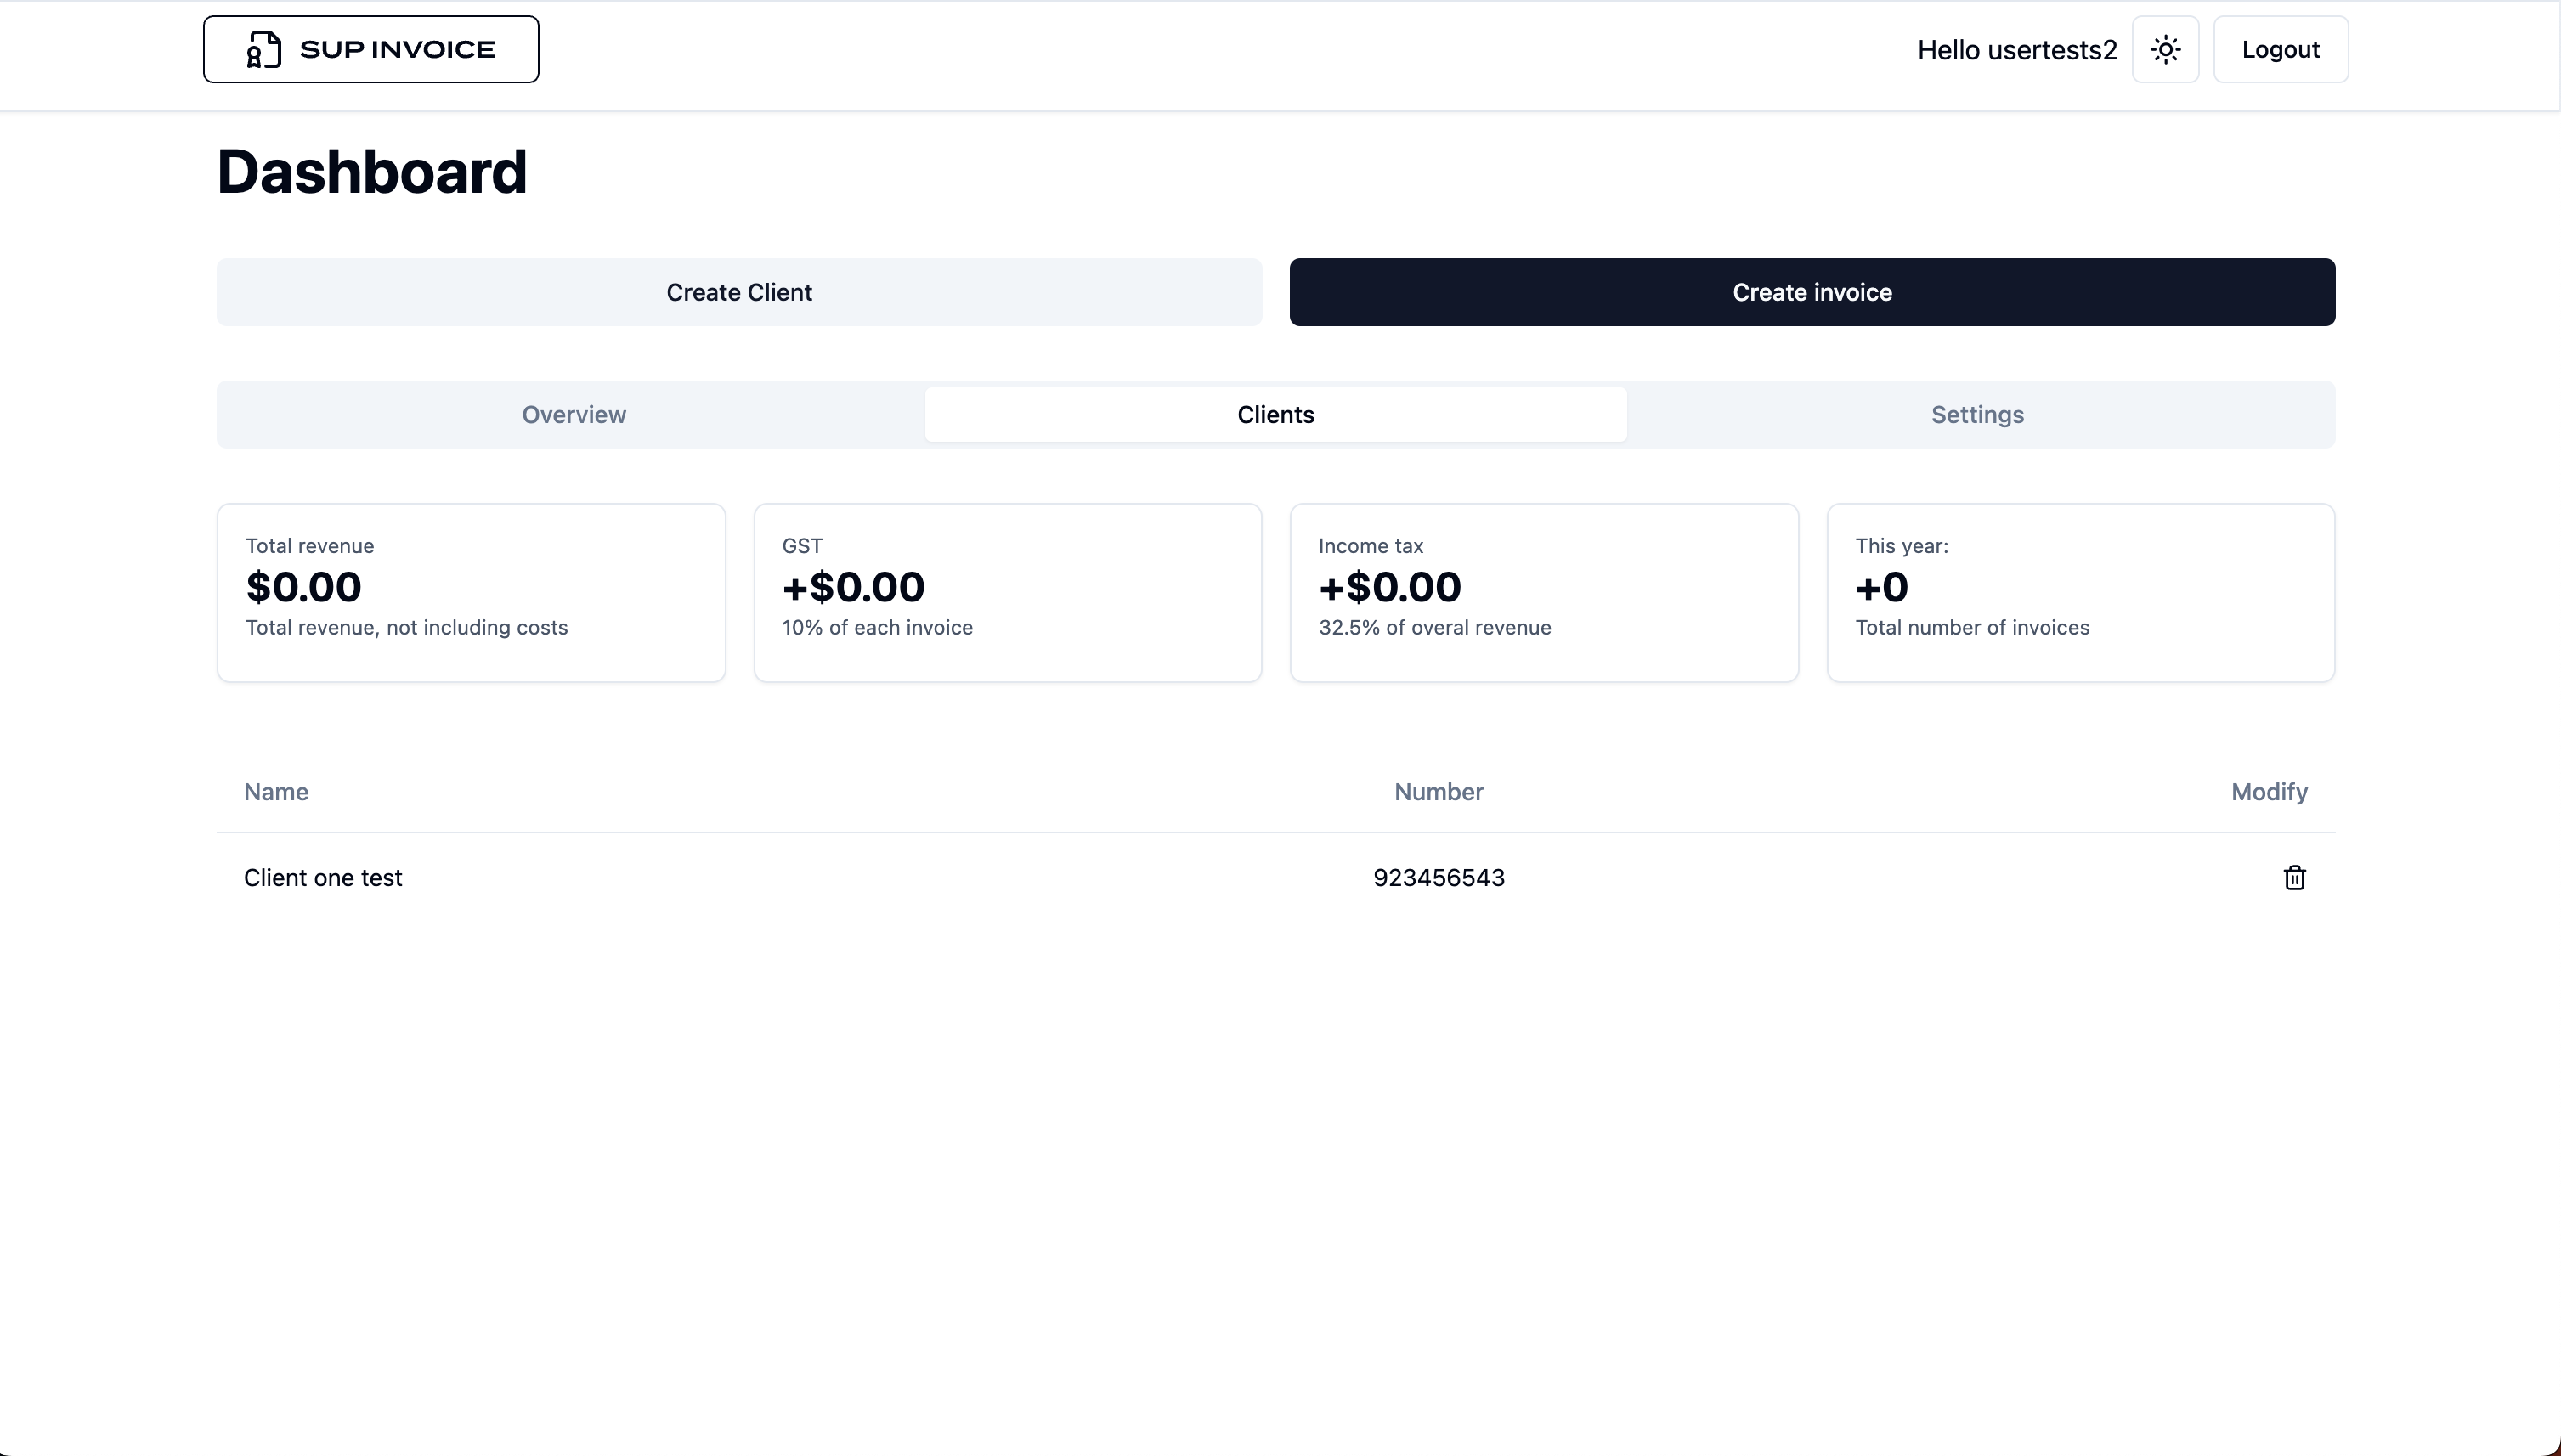 SUP INVOICE
Hello usertests2
Logout
Dashboard
Create Client
Create invoice
Overview
Clients
Settings
Total revenue
$0.00
Total revenue, not including costs
GST
+$0.00
10% of each invoice
Income tax
+$0.00
32.5% of overal revenue
This year:
+0
Total number of invoices
Name
Number
Modify
Client one test
923456543